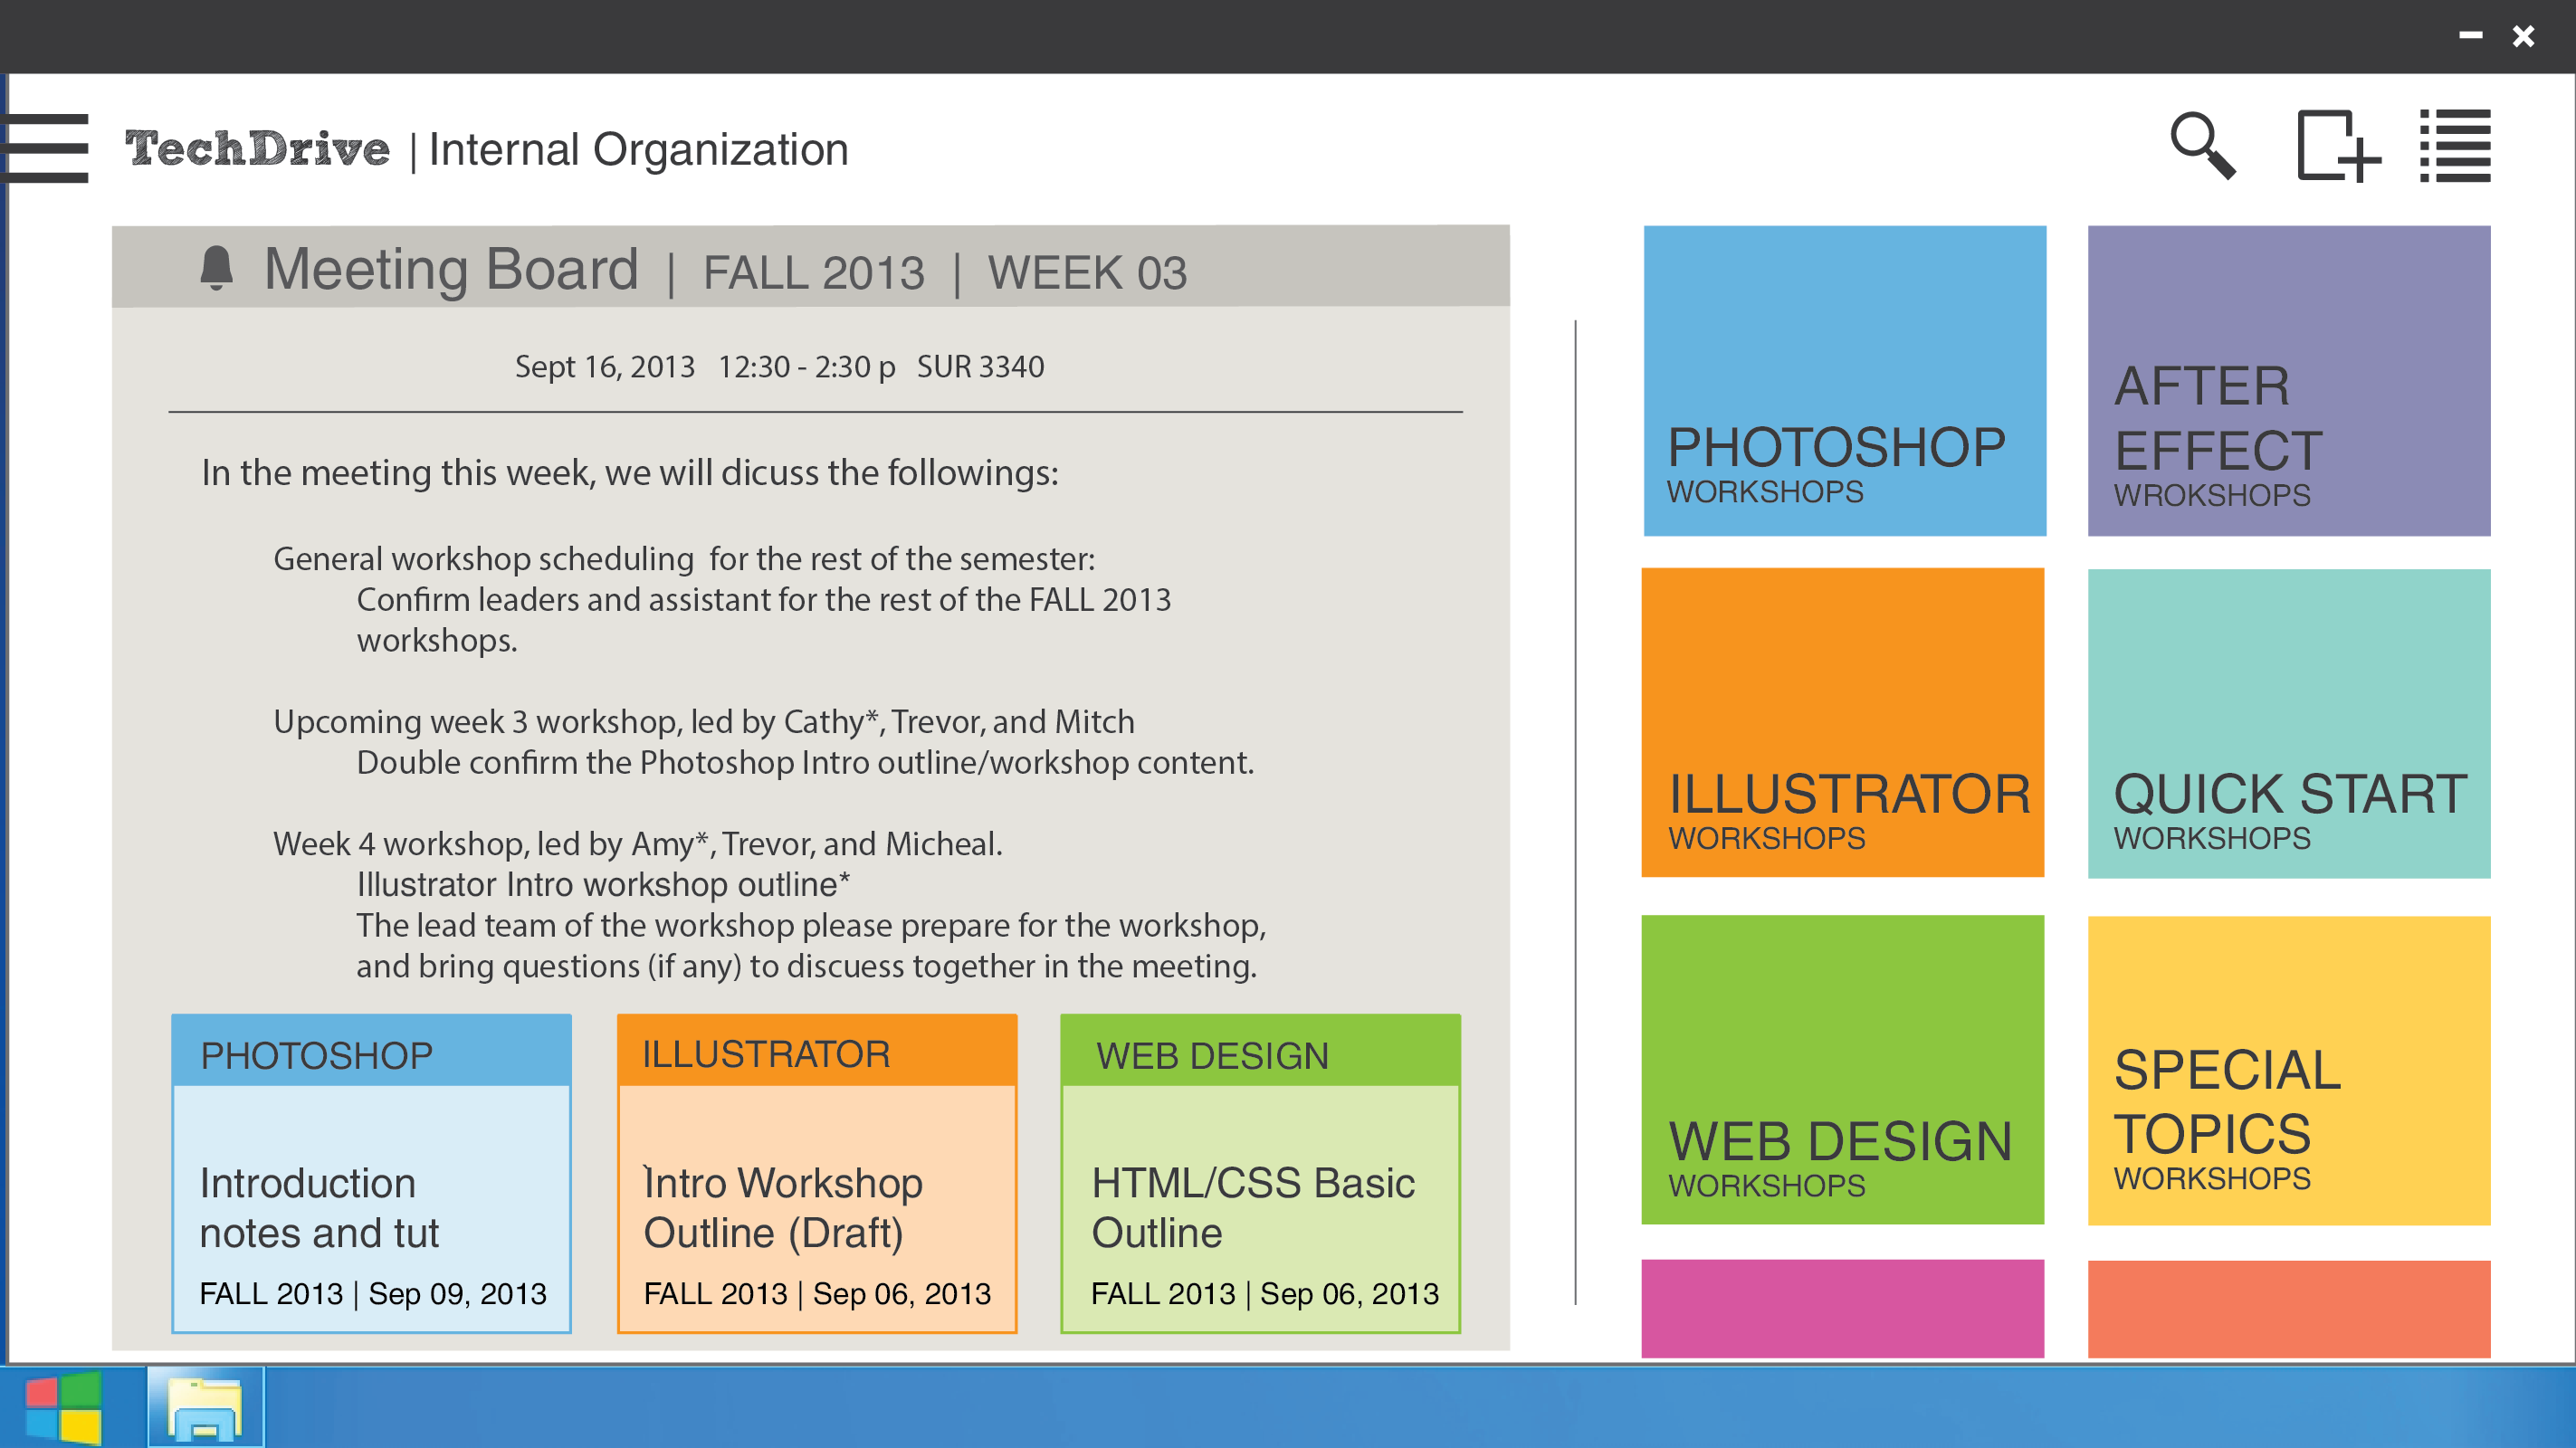 TechDrive | Internal Organization
Meeting Board | FALL 2013 | WEEK 03
Sept 16, 2013 12:30 - 2:30 p SUR 3340
In the meeting this week, we will dicuss the followings:
General workshop scheduling for the rest of the semester:
Confirm leaders and assistant for the rest of the FALL 2013
workshops.
Upcoming week 3 workshop, led by Cathy*, Trevor, and Mitch
Double confirm the Photoshop Intro outline/workshop content.
Week 4 workshop, led by Amy*, Trevor, and Micheal.
Illustrator Intro workshop outline*
The lead team of the workshop please prepare for the workshop,
and bring questions (if any) to discuess together in the meeting.
PHOTOSHOP
Introduction
notes and tut
FALL 2013 | Sep 09, 2013
ILLUSTRATOR
`Intro Workshop
Outline (Draft)
FALL 2013 | Sep 06, 2013
WEB DESIGN
HTML/CSS Basic
Outline
FALL 2013 | Sep 06, 2013
PHOTOSHOP
WORKSHOPS
AFTER
EFFECT
WROKSHOPS
ILLUSTRATOR
WORKSHOPS
QUICK START
WORKSHOPS
WEB DESIGN
WORKSHOPS
SPECIAL
TOPICS
WORKSHOPS